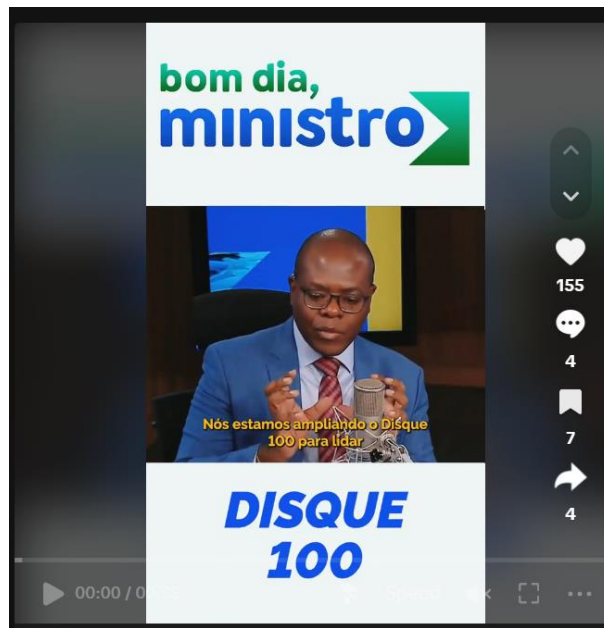 bom dia,
ministro
155
4
Nós estamos ampliando o Disque
100 para lidar
7
DISQUE
100
4
00:00 / 0
Speed